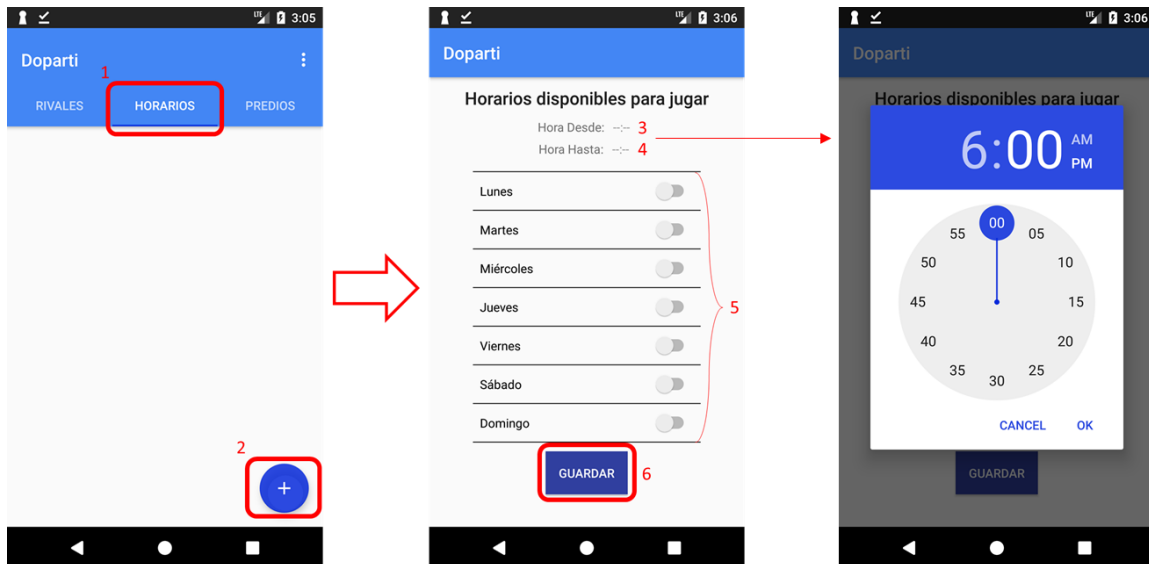 LTE 3:05
Doparti
1
RIVALES HORARIOS PREDIOS
2
+
LTE 3:06
Doparti
Horarios disponibles para jugar
Hora Desde: --:-- 3
Hora Hasta: --:-- 4
Lunes
Martes
Miércoles
Jueves
Viernes
Sábado
Domingo
5
GUARDAR 6
LTE 3:06
Doparti
Horarios disponibles para jugar
6:00 AM
PM
00
55 05
50 10
45 15
40 20
35 25
30
CANCEL OK
GUARDAR